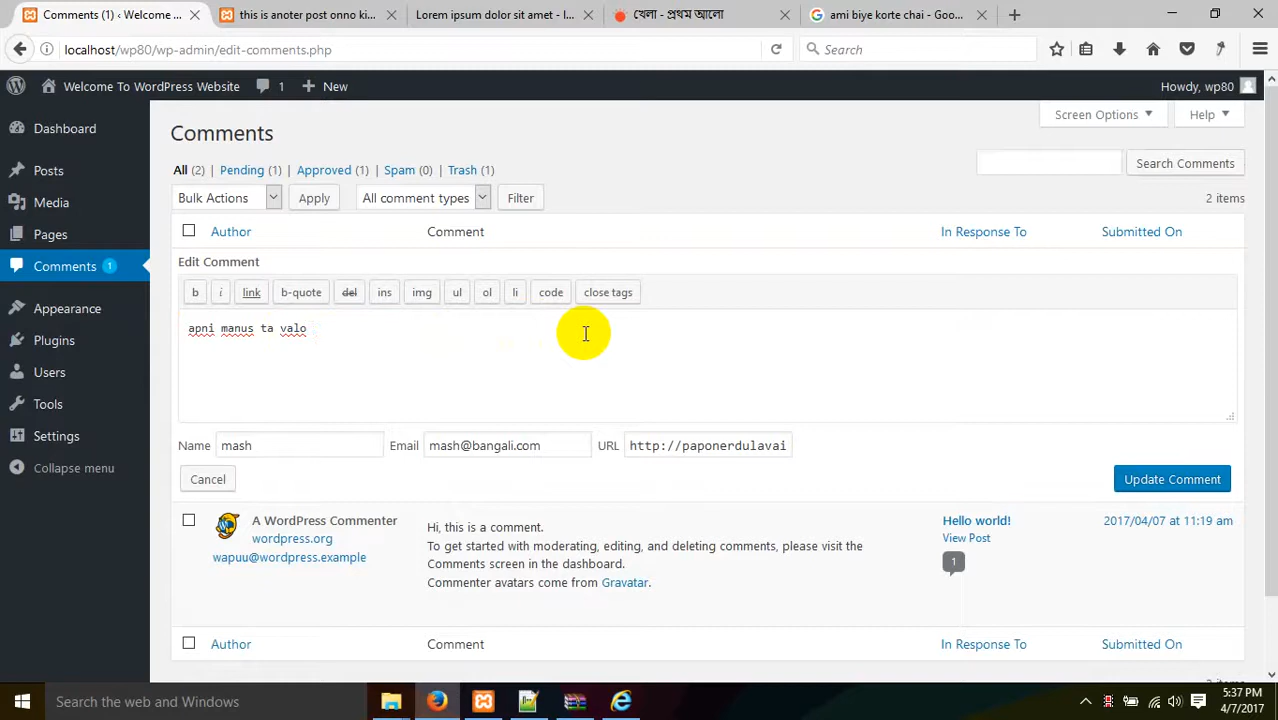 Comments (1) ‹ Welcome ...
this is anoter post onno ki...
Lorem ipsum dolor sit amet - l...
খেলা - প্রথম আলো
ami biye korte chai - Goo...
localhost/wp80/wp-admin/edit-comments.php
Search
Welcome To WordPress Website
1
New
Howdy, wp80
Dashboard
Posts
Media
Pages
Comments 1
Appearance
Plugins
Users
Tools
Settings
Collapse menu
Screen Options
Help
Comments
All (2) | Pending (1) | Approved (1) | Spam (0) | Trash (1)
Search Comments
Bulk Actions
Apply
All comment types
Filter
2 items
Author
Comment
In Response To
Submitted On
Edit Comment
b
i
link
b-quote
del
ins
img
ul
ol
li
code
close tags
apni manus ta valo
Name
mash
Email
mash@bangali.com
URL
http://paponerdulavai
Cancel
Update Comment
A WordPress Commenter
wordpress.org
wapuu@wordpress.example
Hi, this is a comment.
To get started with moderating, editing, and deleting comments, please visit the
Comments screen in the dashboard.
Commenter avatars come from Gravatar.
Hello world!
View Post
1
2017/04/07 at 11:19 am
Author
Comment
In Response To
Submitted On
Search the web and Windows
5:37 PM
4/7/2017